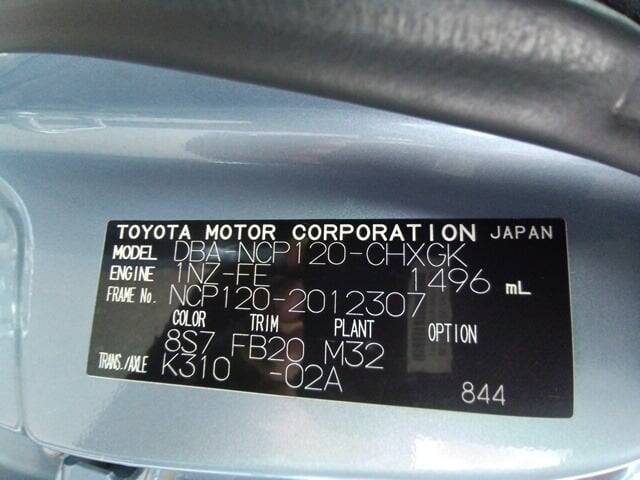 TOYOTA MOTOR CORPORATION JAPAN
MODEL DBA-NCP120-CHXGK
ENGINE 1NZ-FE 1496 mL
FRAME No. NCP120-2012307
COLOR TRIM PLANT OPTION
8S7 FB20 M32
TRANS./AXLE K310 -02A
844